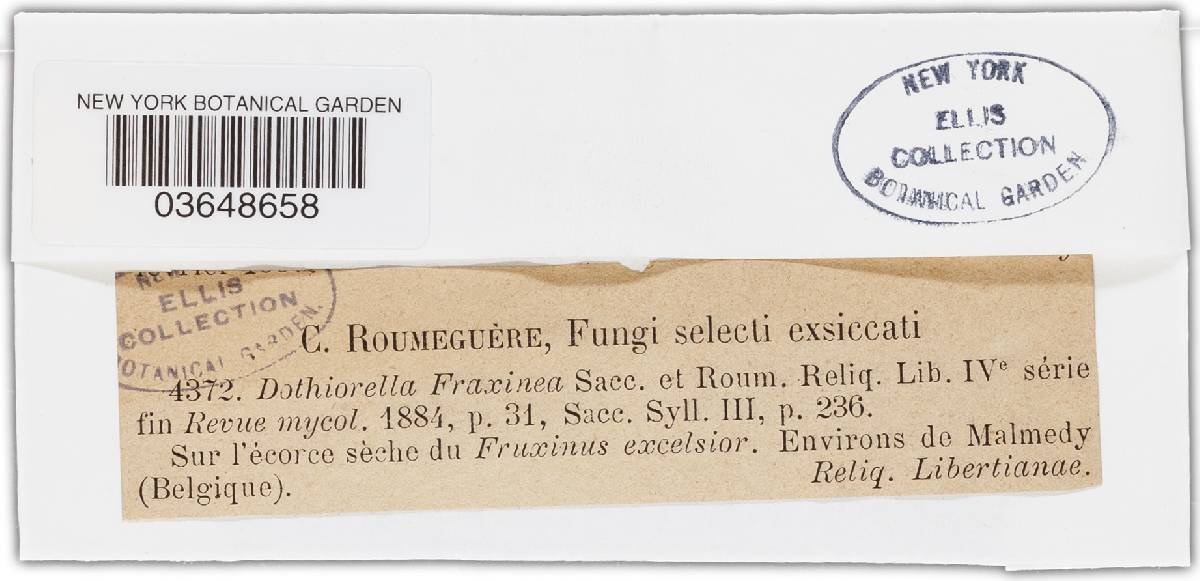 NEW YORK BOTANICAL GARDEN
03648658
NEW YORK
ELLIS
COLLECTION
BOTANICAL GARDEN
ELLIS
COLLECTION
BOTANICAL GARDEN.
C. ROUMEGUÈRE, Fungi selecti exsiccati
4372. Dothiorella Fraxinea Sacc. et Roum. Reliq. Lib. IVe série
fin Revue mycol. 1884, p. 31, Sacc. Syll. III, p. 236.
Sur l'écorce sèche du Fruxinus excelsior. Environs de Malmedy
(Belgique).
Reliq. Libertianae.